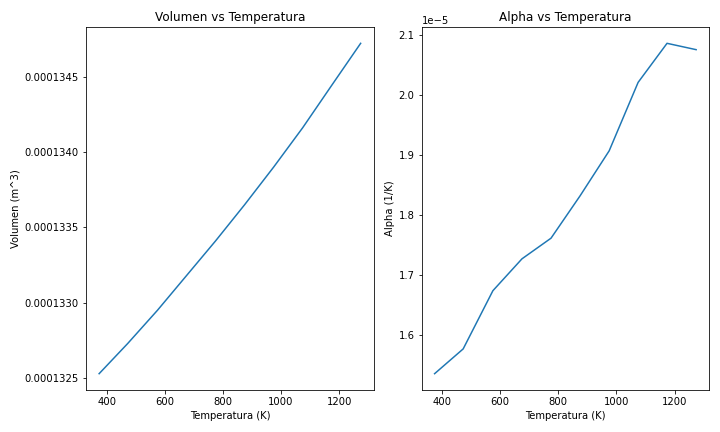 Volumen vs Temperatura
0.0001345
0.0001340
0.0001335
0.0001330
0.0001325
Volumen (m^3)
400 600 800 1000 1200
Temperatura (K)
Alpha vs Temperatura
1e−5
2.1
2.0
1.9
1.8
1.7
1.6
Alpha (1/K)
400 600 800 1000 1200
Temperatura (K)